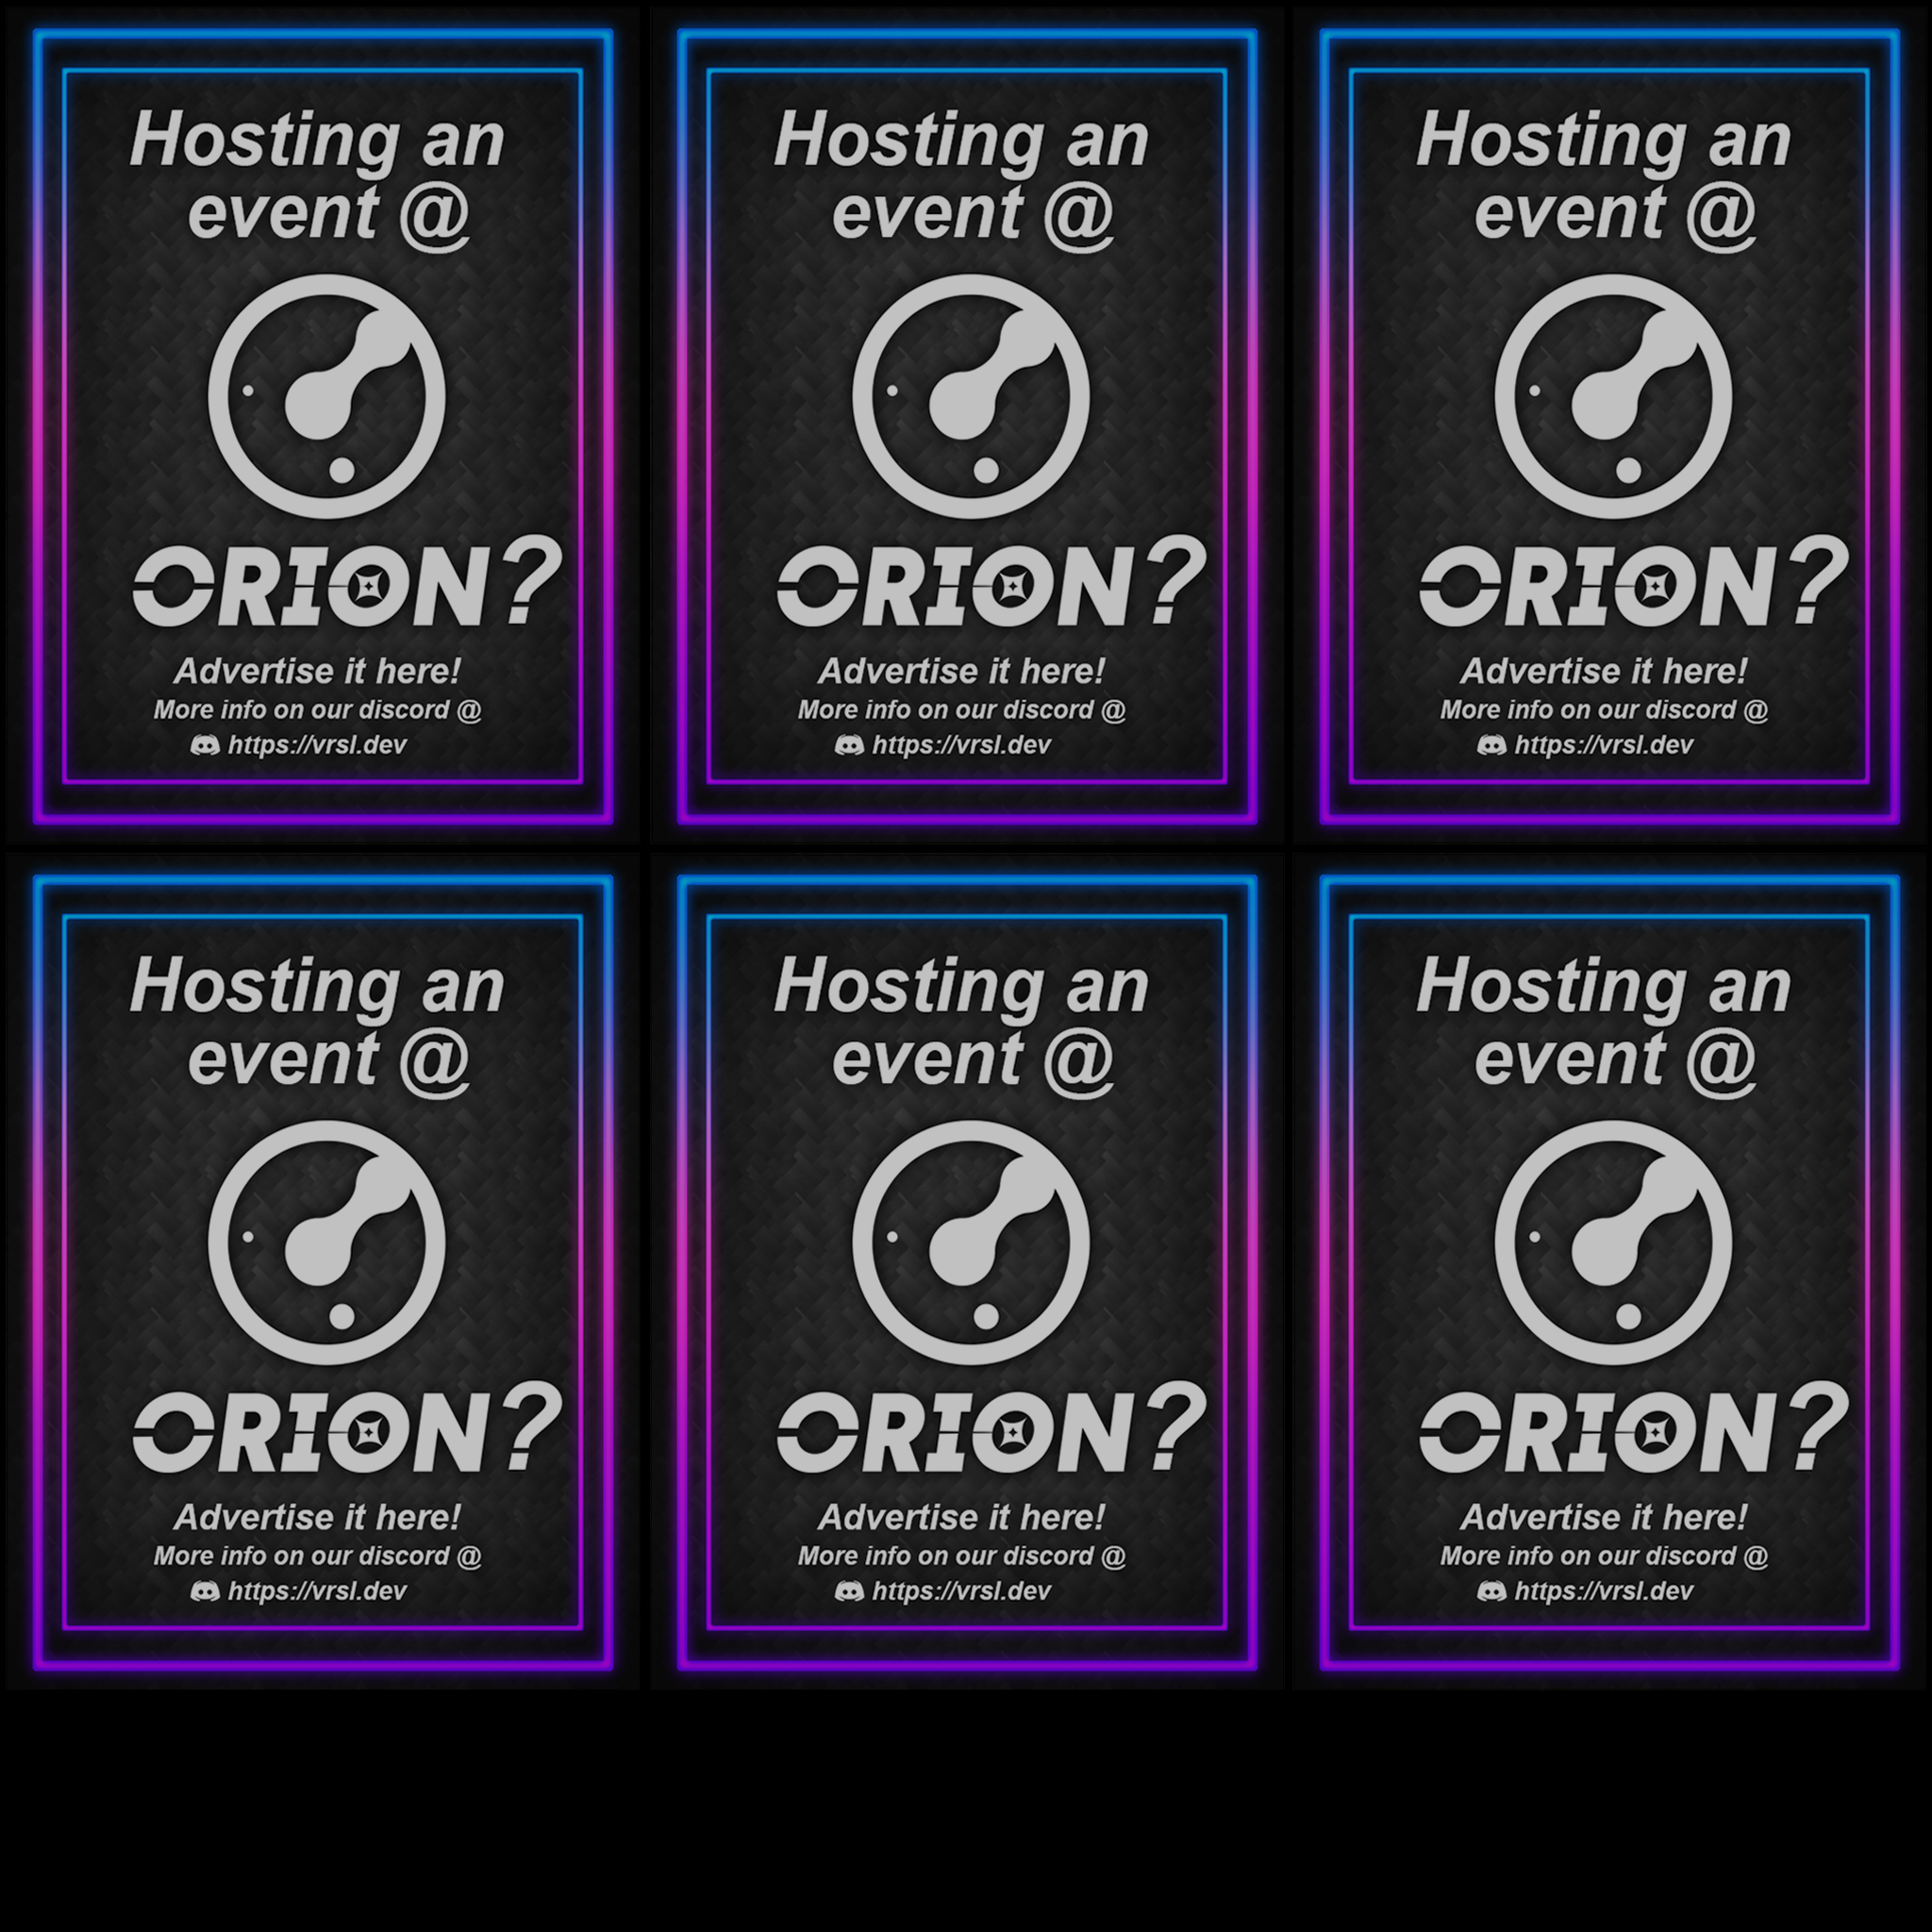 Hosting an
event @
ORION?
Advertise it here!
More info on our discord @
https://vrsl.dev
Hosting an
event @
ORION?
Advertise it here!
More info on our discord @
https://vrsl.dev
Hosting an
event @
ORION?
Advertise it here!
More info on our discord @
https://vrsl.dev
Hosting an
event @
ORION?
Advertise it here!
More info on our discord @
https://vrsl.dev
Hosting an
event @
ORION?
Advertise it here!
More info on our discord @
https://vrsl.dev
Hosting an
event @
ORION?
Advertise it here!
More info on our discord @
https://vrsl.dev